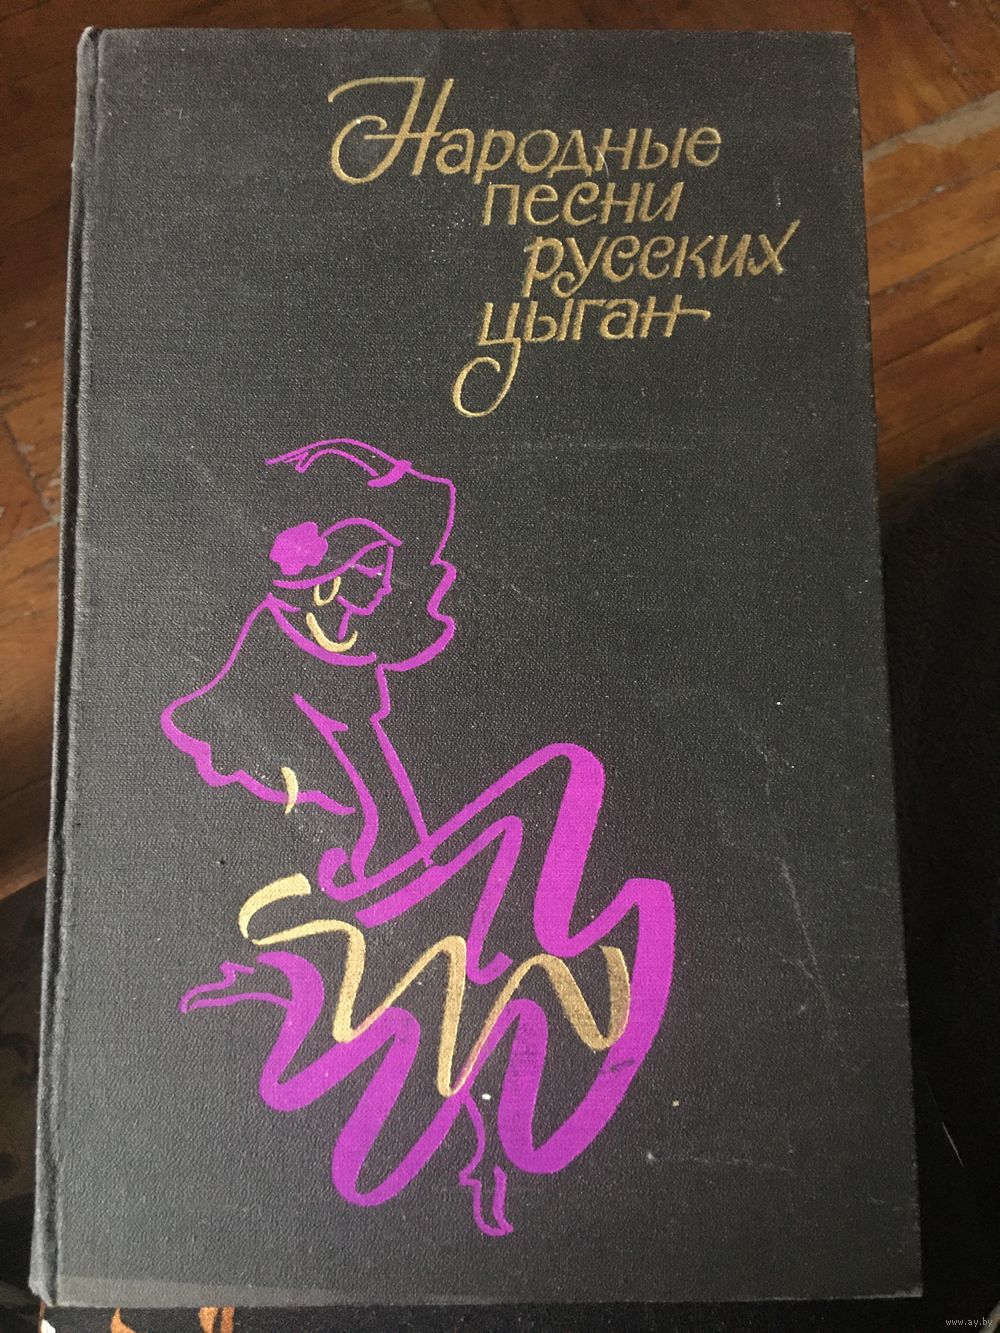 Народные
песни
русских
цыган
www.ay.by